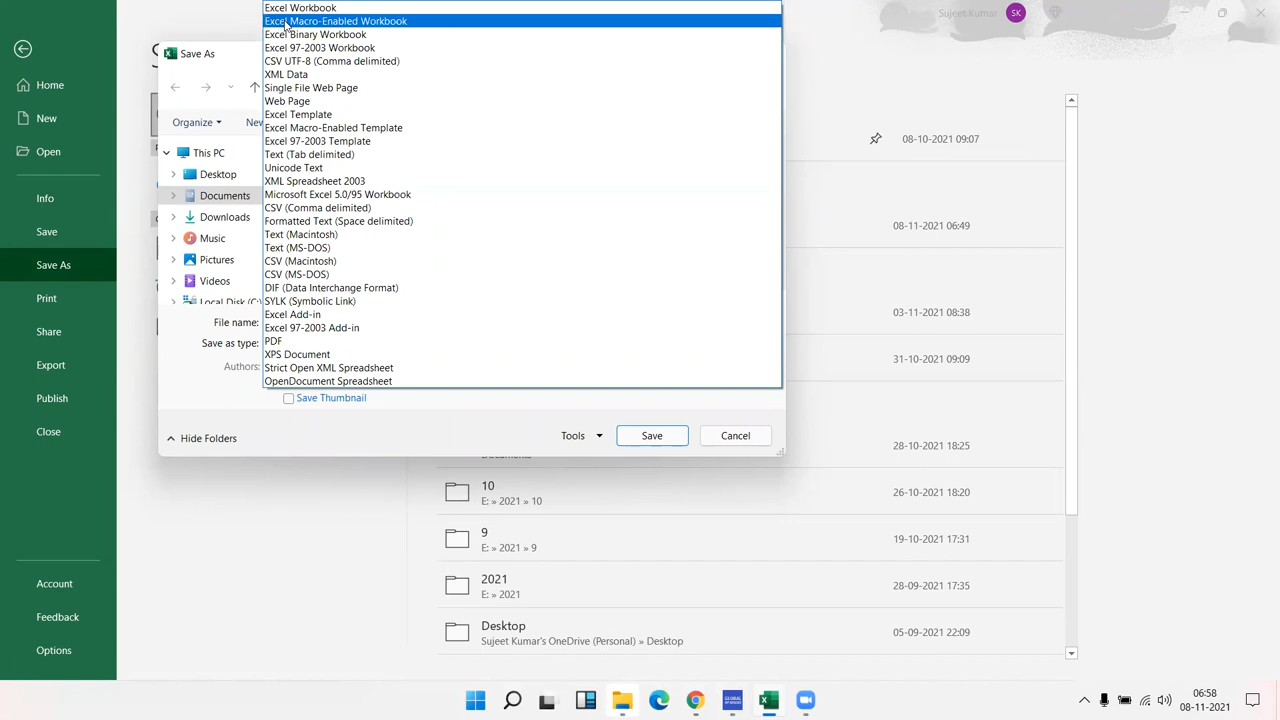 Sujeet Kumar
SK
Home
New
Open
Info
Save
Save As
Print
Share
Export
Publish
Close
Account
Feedback
Options
Save As
Organize
This PC
Desktop
Documents
Downloads
Music
Pictures
Videos
File name:
Save as type:
Authors:
Excel Workbook
Excel Macro-Enabled Workbook
Excel Binary Workbook
Excel 97-2003 Workbook
CSV UTF-8 (Comma delimited)
XML Data
Single File Web Page
Web Page
Excel Template
Excel Macro-Enabled Template
Excel 97-2003 Template
Text (Tab delimited)
Unicode Text
XML Spreadsheet 2003
Microsoft Excel 5.0/95 Workbook
CSV (Comma delimited)
Formatted Text (Space delimited)
Text (Macintosh)
Text (MS-DOS)
CSV (Macintosh)
CSV (MS-DOS)
DIF (Data Interchange Format)
SYLK (Symbolic Link)
Excel Add-in
Excel 97-2003 Add-in
PDF
XPS Document
Strict Open XML Spreadsheet
OpenDocument Spreadsheet
Save Thumbnail
Hide Folders
Tools
Save
Cancel
08-10-2021 09:07
08-11-2021 06:49
03-11-2021 08:38
31-10-2021 09:09
28-10-2021 18:25
10
E: » 2021 » 10
26-10-2021 18:20
9
E: » 2021 » 9
19-10-2021 17:31
2021
E: » 2021
28-09-2021 17:35
Desktop
Sujeet Kumar's OneDrive (Personal) » Desktop
05-09-2021 22:09
06:58
08-11-2021